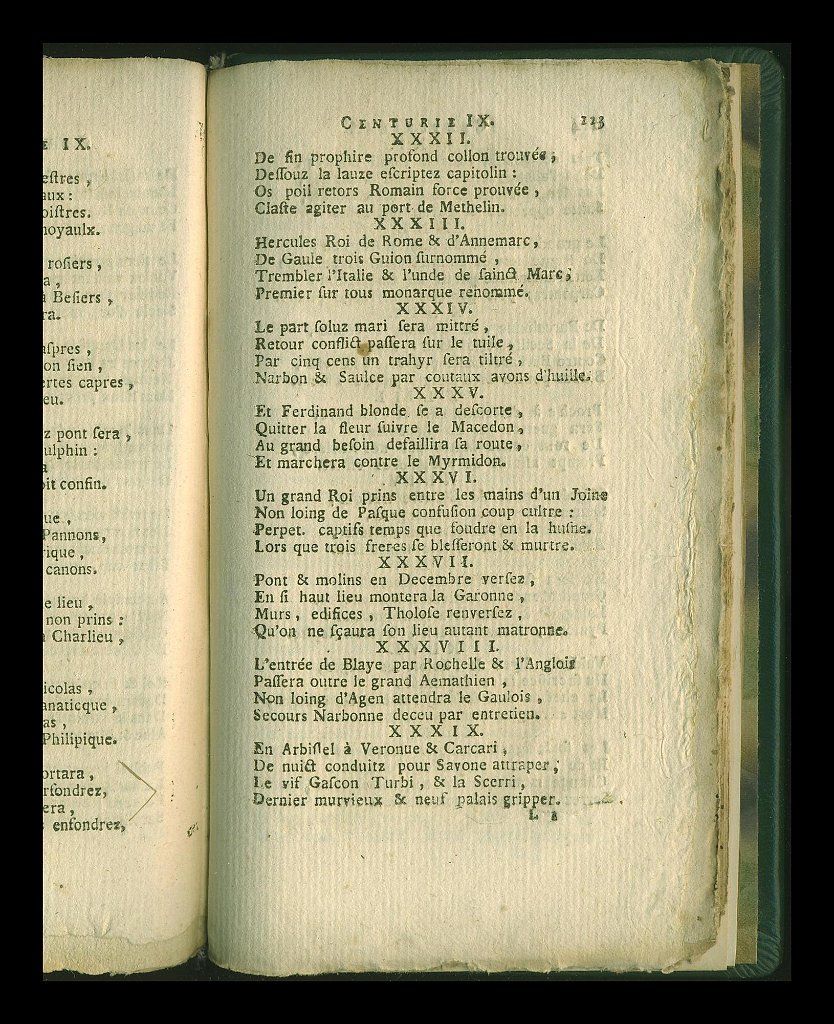 IX.
eſtres ,
aux :
oiſtres.
noyaulx.
roſiers ,
a ,
à Beſiers ,
ra.
aſpres ,
on ſien ,
ertes capres ,
eu.
z pont ſera ,
ulphin :
a
oit confin.
ue ,
Pannons,
rique ,
canons.
e lieu ,
non prins :
à Charlieu ,
icolas ,
anaticque ,
as ,
Philipique.
ortara ,
rfondrez,
era ,
enfondrez,
CENTURIE IX. 123
XXXII.
De fin prophire profond collon trouvée ,
Deſſouz la lauze eſcriptez capitolin :
Os poil retors Romain force prouvée ,
Claſte agiter au port de Methelin.
XXXIII.
Hercules Roi de Rome & d'Annemarc,
De Gaule trois Guion ſurnommé ,
Trembler l'Italie & l'unde de ſainct Marc,
Premier ſur tous monarque renommé.
XXXIV.
Le part ſoluz mari ſera mittré ,
Retour conflict paſſera ſur le tuile ,
Par cinq cens un trahyr ſera tiltré ,
Narbon & Saulce par coutaux avons d'huille.
XXXV.
Et Ferdinand blonde ſe a deſcorte ,
Quitter la fleur ſuivre le Macedon ,
Au grand beſoin defaillira ſa route ,
Et marchera contre le Myrmidon.
XXXVI.
Un grand Roi prins entre les mains d'un Joine
Non loing de Paſque confuſion coup cultre :
Perpet. captifs temps que foudre en la huſne.
Lors que trois freres ſe bleſſeront & murtre.
XXXVII.
Pont & molins en Decembre verſez ,
En ſi haut lieu montera la Garonne ,
Murs , edifices , Tholoſe renverſez ,
Qu'on ne ſçaura ſon lieu autant matronne.
XXXVIII.
L'entrée de Blaye par Rochelle & l'Anglois
Paſſera outre le grand Aemathien ,
Non loing d'Agen attendra le Gaulois ,
Secours Narbonne deceu par entretien.
XXXIX.
En Arbiſſel à Veronue & Carcari ,
De nuict conduitz pour Savone attraper ,
Le vif Gaſcon Turbi , & la Scerri ,
Dernier murvieux & neuf palais gripper.
L 2